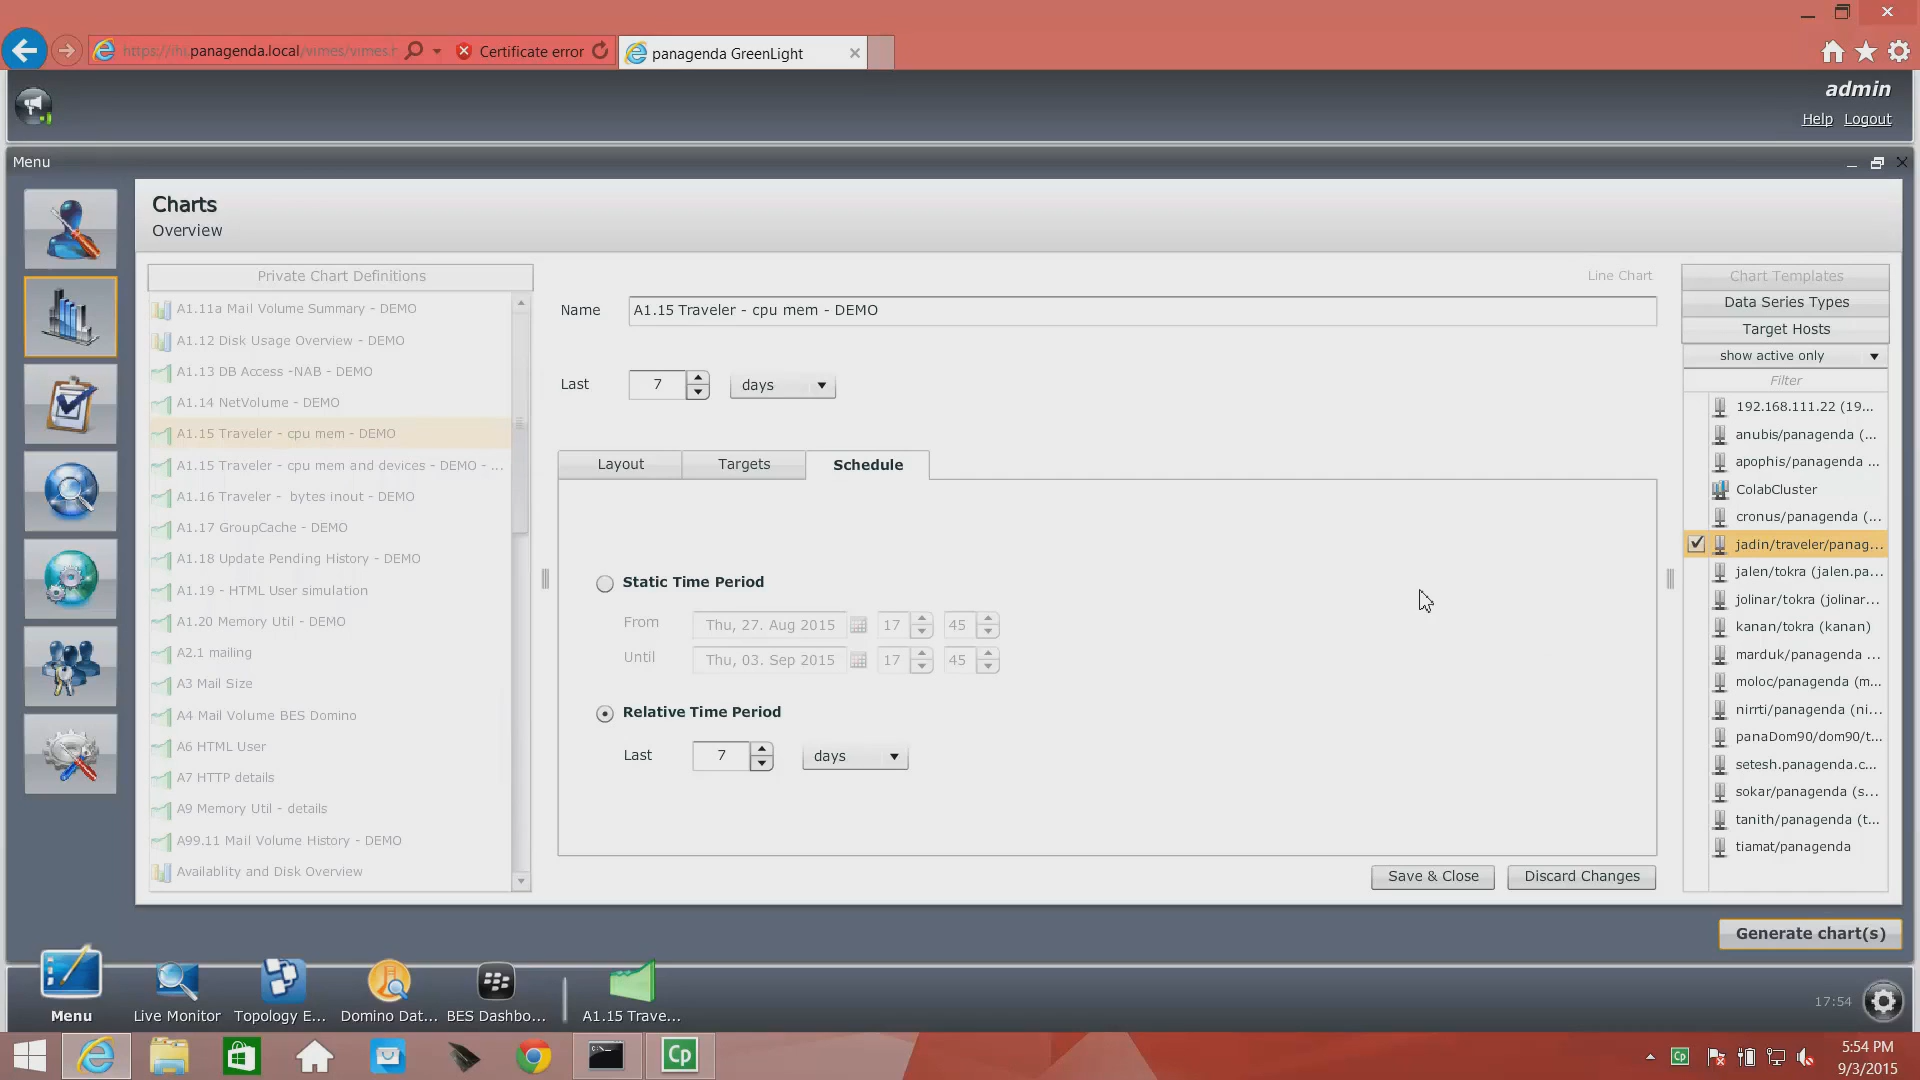 https://ihi.panagenda.local/vimes/vimes.h
Certificate error
panagenda GreenLight
admin
Help Logout
Menu
Charts
Overview
Private Chart Definitions
A1.11a Mail Volume Summary - DEMO
A1.12 Disk Usage Overview - DEMO
A1.13 DB Access -NAB - DEMO
A1.14 NetVolume - DEMO
A1.15 Traveler - cpu mem - DEMO
A1.15 Traveler - cpu mem and devices - DEMO - ...
A1.16 Traveler - bytes inout - DEMO
A1.17 GroupCache - DEMO
A1.18 Update Pending History - DEMO
A1.19 - HTML User simulation
A1.20 Memory Util - DEMO
A2.1 mailing
A3 Mail Size
A4 Mail Volume BES Domino
A6 HTML User
A7 HTTP details
A9 Memory Util - details
A99.11 Mail Volume History - DEMO
Availablity and Disk Overview
Line Chart
Name A1.15 Traveler - cpu mem - DEMO
Last 7 days
Layout Targets Schedule
Static Time Period
From Thu, 27. Aug 2015 17 45
Until Thu, 03. Sep 2015 17 45
Relative Time Period
Last 7 days
Save & Close Discard Changes
Chart Templates
Data Series Types
Target Hosts
show active only
Filter
192.168.111.22 (19...
anubis/panagenda (...
apophis/panagenda ...
ColabCluster
cronus/panagenda (...
jadin/traveler/panag...
jalen/tokra (jalen.pa...
jolinar/tokra (jolinar...
kanan/tokra (kanan)
marduk/panagenda ...
moloc/panagenda (m...
nirrti/panagenda (ni...
panaDom90/dom90/t...
setesh.panagenda.c...
sokar/panagenda (s...
tanith/panagenda (t...
tiamat/panagenda
Generate chart(s)
Menu
Live Monitor
Topology E...
Domino Dat...
BES Dashbo...
A1.15 Trave...
17:54
Cp
Cp
5:54 PM
9/3/2015